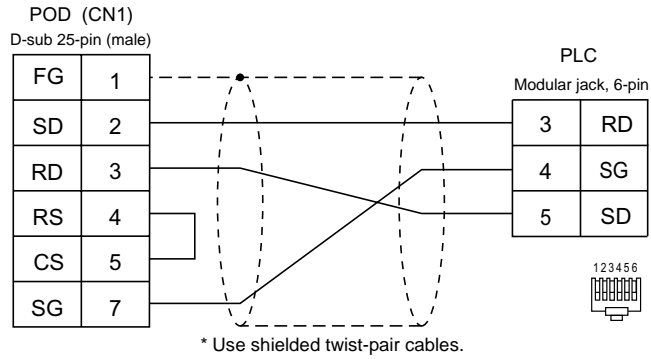 POD (CN1)
D-sub 25-pin (male)
FG 1
SD 2
RD 3
RS 4
CS 5
SG 7
PLC
Modular jack, 6-pin
3 RD
4 SG
5 SD
123456
* Use shielded twist-pair cables.